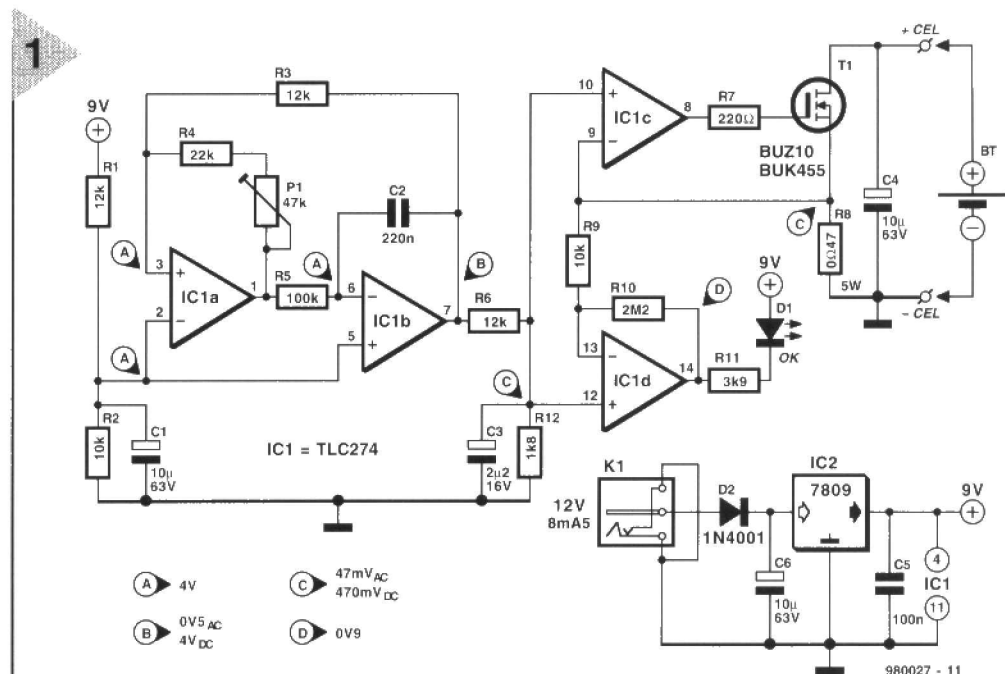 1
9V
R1
12k
R3
12k
R4
22k
P1
47k
C2
220n
A
3
+
IC1a
1
2
−
R5
100k
A
6
−
IC1b
7
5
+
B
R6
12k
A
R2
10k
C1
10µ
63V
IC1 = TLC274
C
C3
2µ2
16V
R12
1k8
10
+
IC1c
8
9
−
R7
220Ω
T1
BUZ10
BUK455
+ CEL
BT
+
−
C4
10µ
63V
C
R8
0Ω47
5W
− CEL
R9
10k
R10
2M2
D
13
−
IC1d
14
12
+
R11
3k9
9V
D1
OK
K1
12V
8mA5
D2
1N4001
IC2
7809
9V
C6
10µ
63V
C5
100n
4
IC1
11
A 4V
B 0V5AC
4VDC
C 47mVAC
470mVDC
D 0V9
980027 - 11